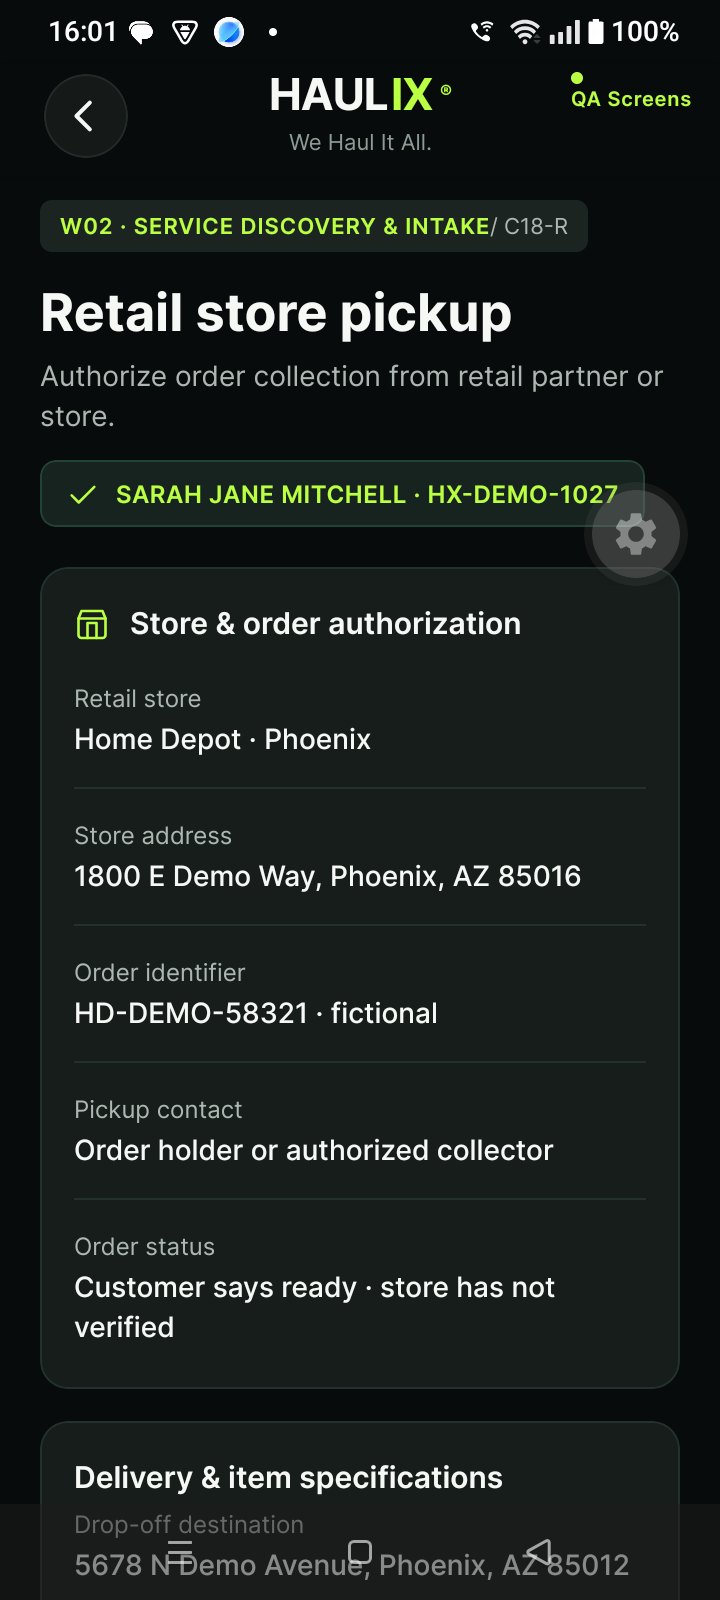 16:01
100%
HAULIX ®
QA Screens
We Haul It All.
W02 · SERVICE DISCOVERY & INTAKE/ C18-R
Retail store pickup
Authorize order collection from retail partner or
store.
SARAH JANE MITCHELL · HX-DEMO-1027
Store & order authorization
Retail store
Home Depot · Phoenix
Store address
1800 E Demo Way, Phoenix, AZ 85016
Order identifier
HD-DEMO-58321 · fictional
Pickup contact
Order holder or authorized collector
Order status
Customer says ready · store has not
verified
Delivery & item specifications
Drop-off destination
5678 N Demo Avenue, Phoenix, AZ 85012